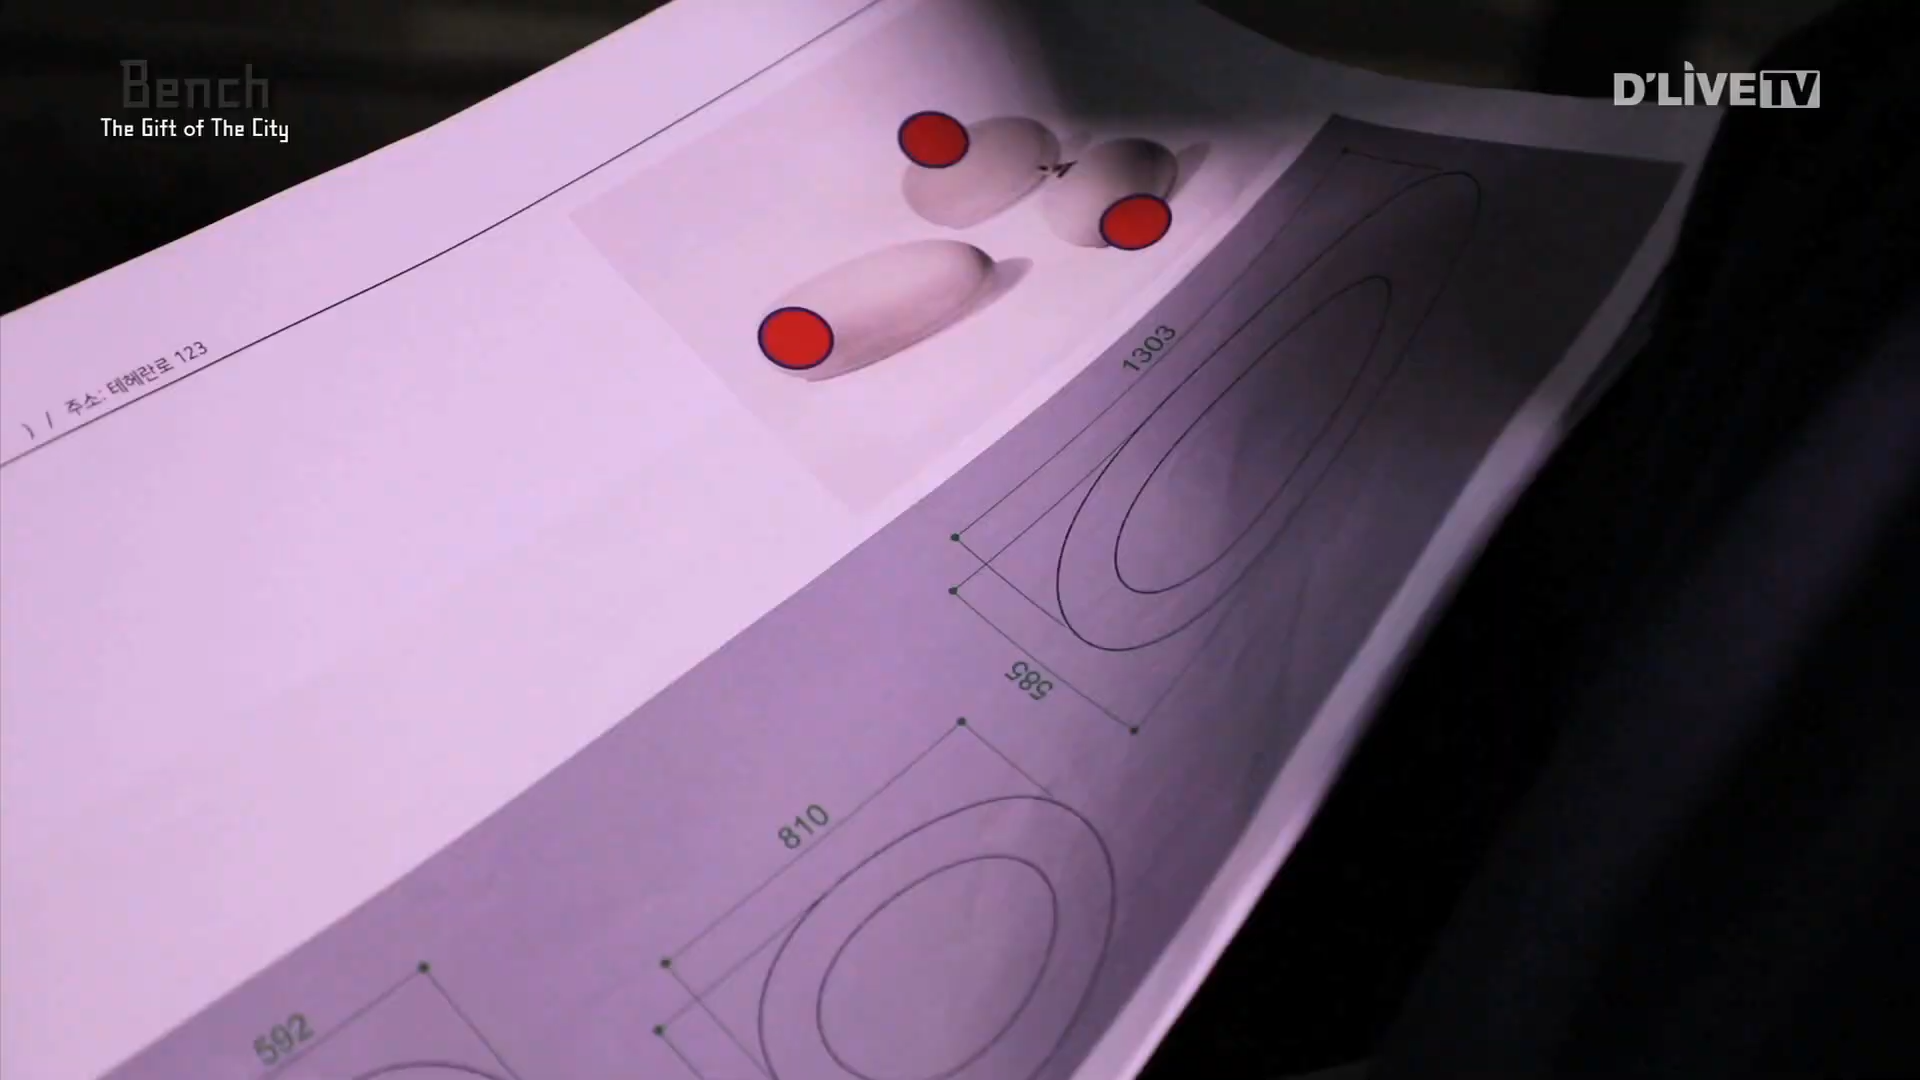 Bench
The Gift of The City
D'LIVE TV
) / 주소: 테헤란로 123
1303
585
810
592